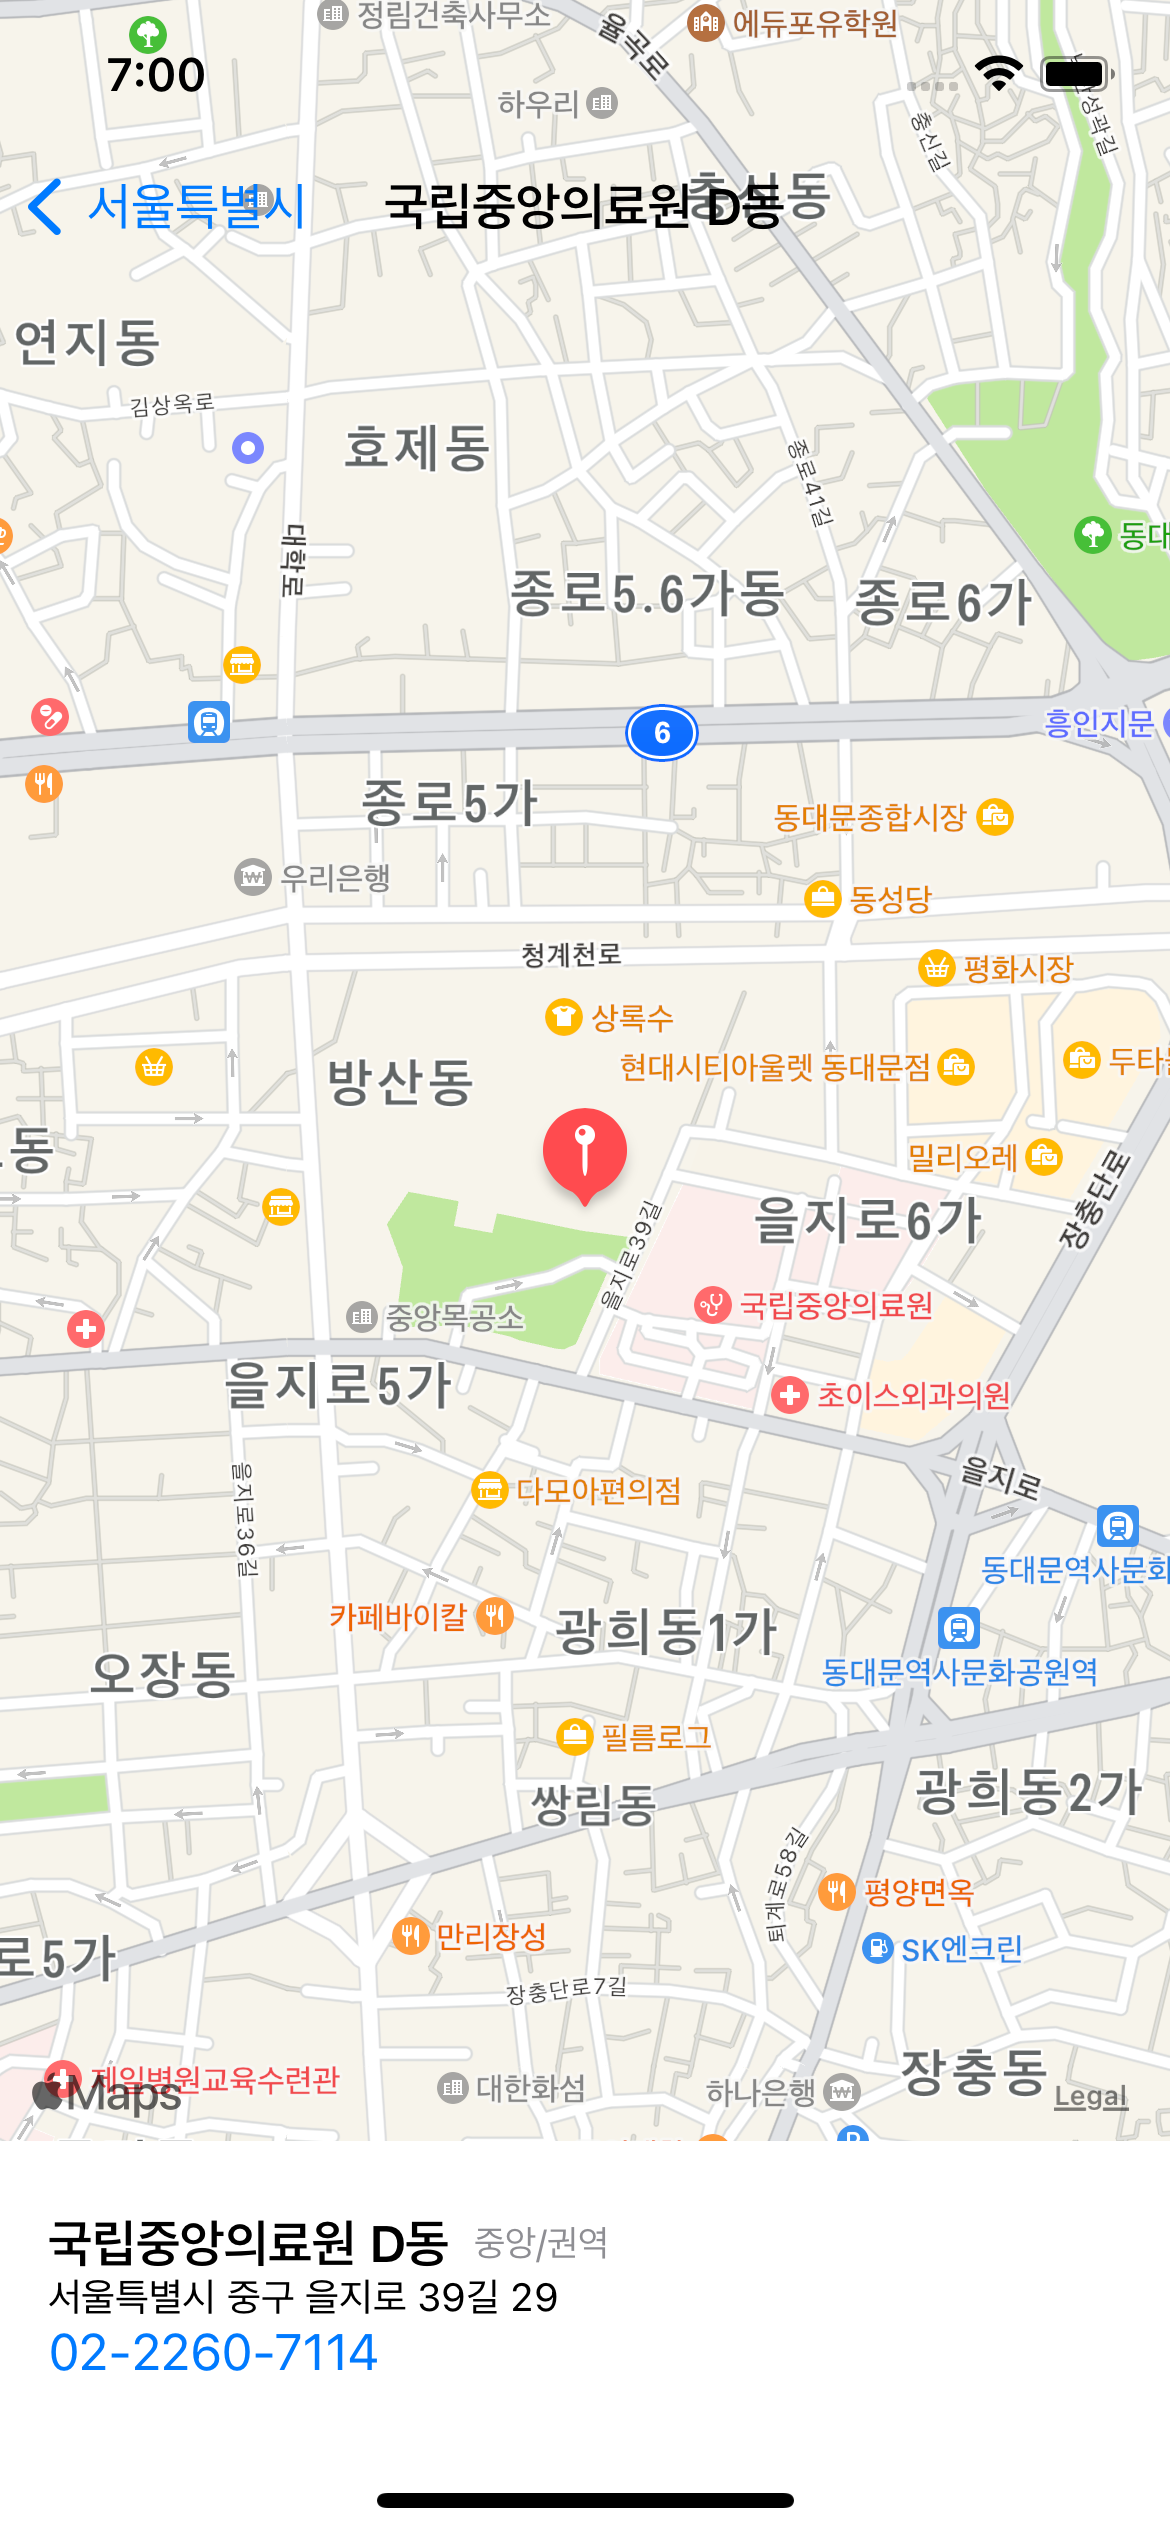 정림건축사무소
율곡로
에듀포유학원
7:00
하우리
충신길
성곽길
서울특별시
국립중앙의료원 D동
충신동
연지동
김상옥로
효제동
종로41길
대학로
동대
종로5.6가동
종로6가
흥인지문
6
종로5가
동대문종합시장
우리은행
동성당
청계천로
평화시장
상록수
현대시티아울렛 동대문점
두타
방산동
동
밀리오레
장충단로
을지로6가
을지로39길
국립중앙의료원
중앙목공소
을지로5가
초이스외과의원
을지로
을지로36길
다모아편의점
동대문역사문화
카페바이칼
광희동1가
오장동
동대문역사문화공원역
필름로그
쌍림동
광희동2가
퇴계로58길
평양면옥
만리장성
SK엔크린
로5가
장충단로7길
제일병원교육수련관
Maps
대한화섬
하나은행
장충동
Legal
P
국립중앙의료원 D동 중앙/권역
서울특별시 중구 을지로 39길 29
02-2260-7114